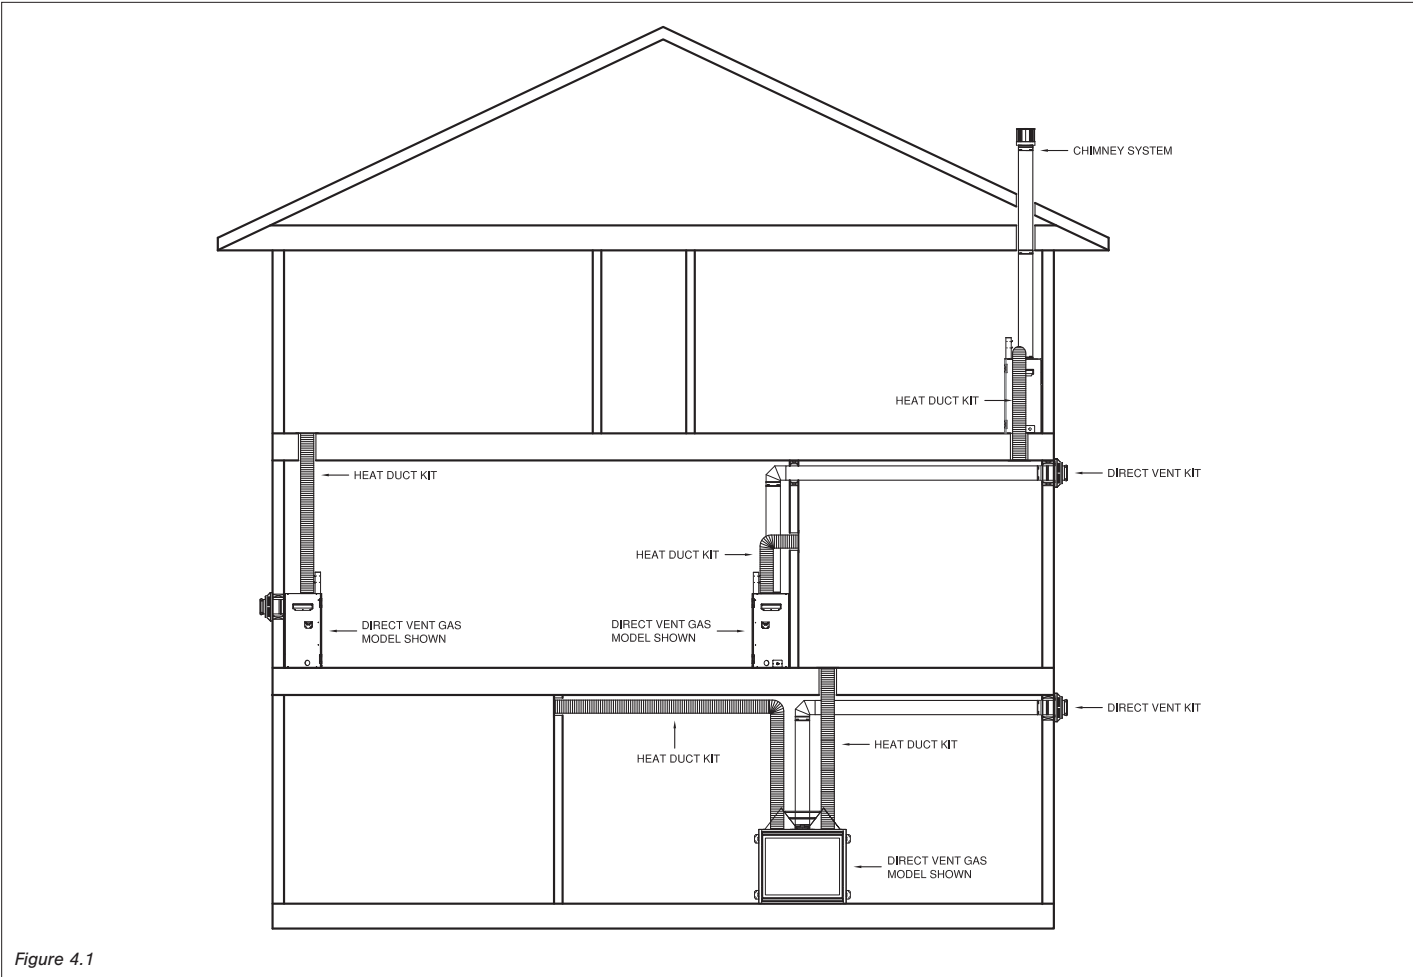 CHIMNEY SYSTEM
HEAT DUCT KIT
HEAT DUCT KIT
DIRECT VENT KIT
HEAT DUCT KIT
DIRECT VENT GAS
MODEL SHOWN
DIRECT VENT GAS
MODEL SHOWN
DIRECT VENT KIT
HEAT DUCT KIT
HEAT DUCT KIT
DIRECT VENT GAS
MODEL SHOWN
Figure 4.1